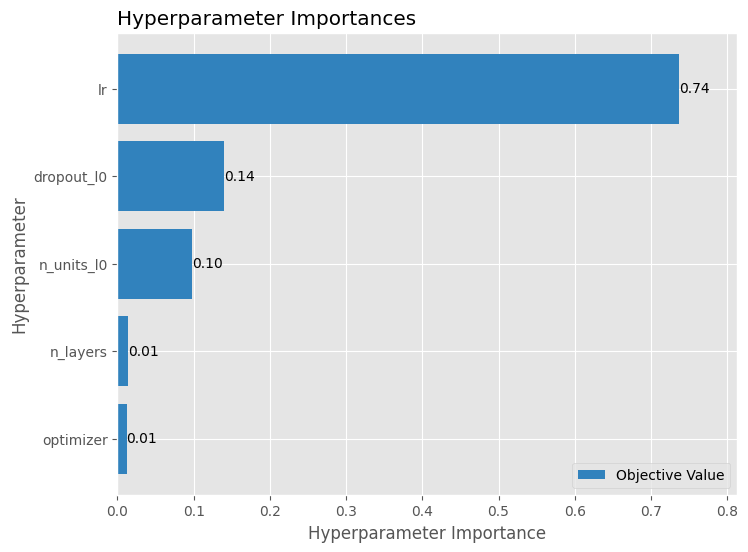 Hyperparameter Importances
Hyperparameter
lr
0.74
dropout_l0
0.14
n_units_l0
0.10
n_layers
0.01
optimizer
0.01
Objective Value
0.0 0.1 0.2 0.3 0.4 0.5 0.6 0.7 0.8
Hyperparameter Importance